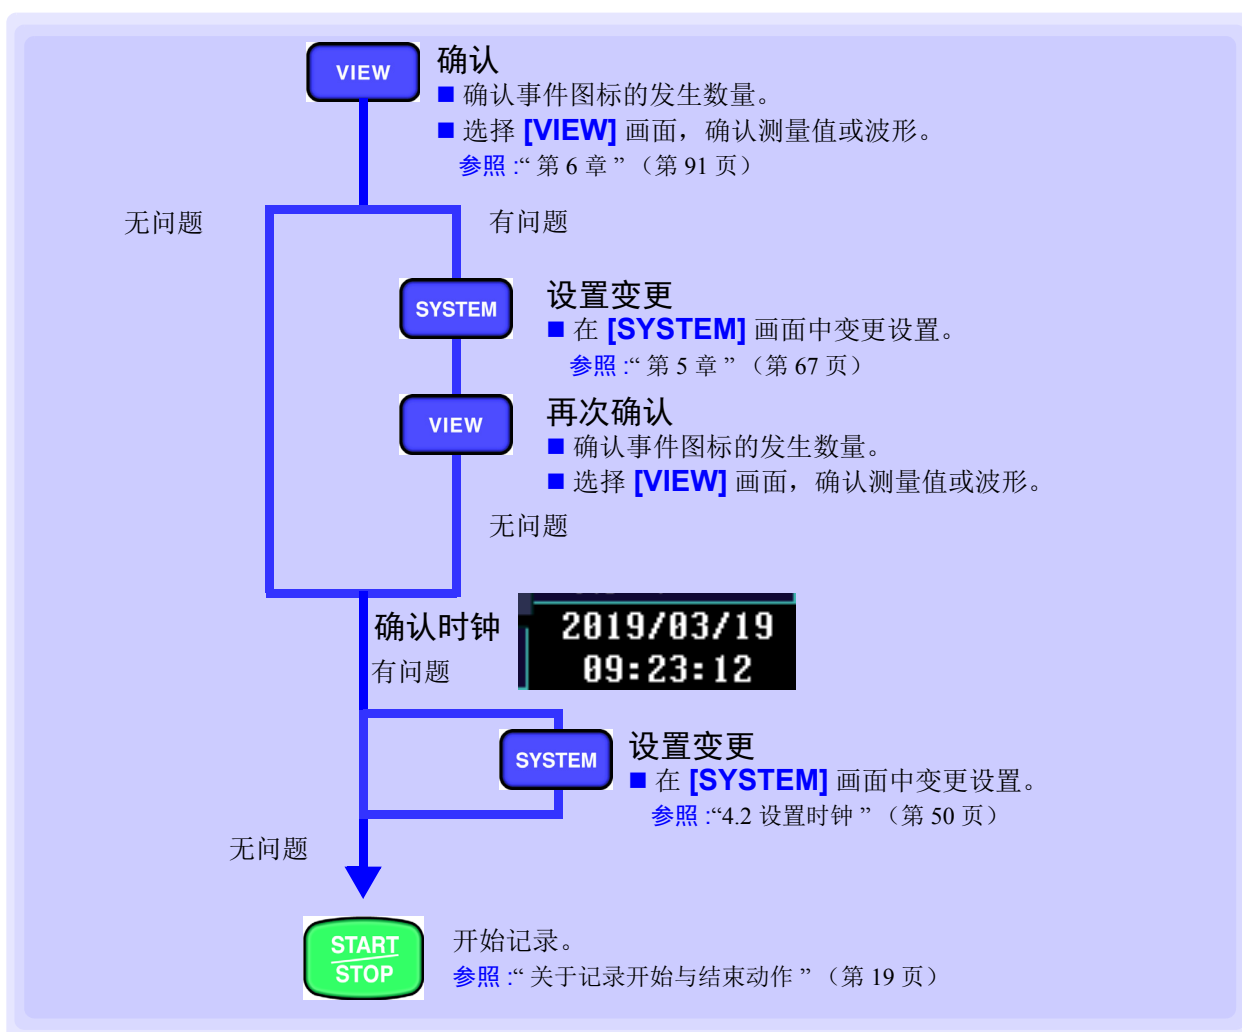 VIEW
确认
■ 确认事件图标的发生数量。
■ 选择 [VIEW] 画面，确认测量值或波形。
参照 :“ 第 6 章 ” （第 91 页）
无问题
有问题
SYSTEM
设置变更
■ 在 [SYSTEM] 画面中变更设置。
参照 :“ 第 5 章 ” （第 67 页）
VIEW
再次确认
■ 确认事件图标的发生数量。
■ 选择 [VIEW] 画面，确认测量值或波形。
无问题
确认时钟
2019/03/19
09:23:12
有问题
SYSTEM
设置变更
■ 在 [SYSTEM] 画面中变更设置。
参照 :“4.2 设置时钟 ” （第 50 页）
无问题
START
STOP
开始记录。
参照 :“ 关于记录开始与结束动作 ” （第 19 页）